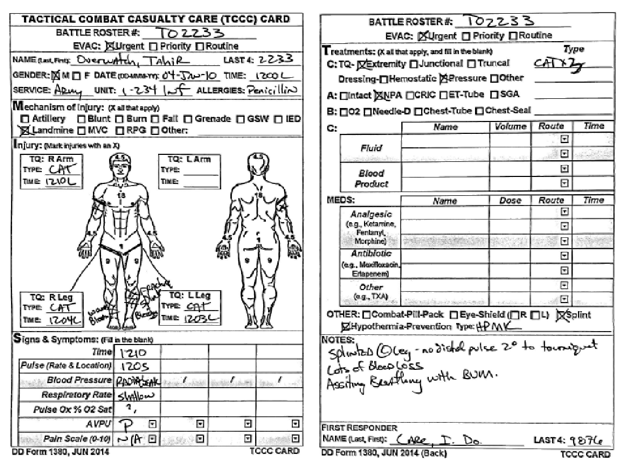 TACTICAL COMBAT CASUALTY CARE (TCCC) CARD
BATTLE ROSTER #: TO2233
EVAC: ☒Urgent ☐Priority ☐Routine
NAME (Last, First): Overwatch, Tahir LAST 4: 2233
GENDER: ☒M ☐F DATE (DD-MMM-YY): 04-JUN-10 TIME: 1200L
SERVICE: Army UNIT: 1-234 Inf ALLERGIES: Penicillin
Mechanism of Injury: (X all that apply)
☐Artillery ☐Blunt ☐Burn ☐Fall ☐Grenade ☐GSW ☐IED
☒Landmine ☐MVC ☐RPG ☐Other:
Injury: (Mark injuries with an X)
TQ: R Arm
TYPE: CAT
TIME: 1210L
TQ: L Arm
TYPE:
TIME:
4.5
18
4.5 4.5
1
TQ: R Leg
TYPE: CAT
TIME: 1204L
TQ: L Leg
TYPE: CAT
TIME: 1203L
Signs & Symptoms: (Fill in the blank)
Time 1210
Pulse (Rate & Location) 120S
Blood Pressure / / /
Respiratory Rate Shallow
Pulse Ox % O2 Sat ?
AVPU P
Pain Scale (0-10) N/A
DD Form 1380, JUN 2014 TCCC CARD
BATTLE ROSTER #: TO2233
EVAC: ☒Urgent ☐Priority ☐Routine
Treatments: (X all that apply, and fill in the blank) Type
C: TQ- ☒Extremity ☐Junctional ☐Truncal CAT x 3
Dressing- ☐Hemostatic ☒Pressure ☐Other
A: ☐Intact ☒NPA ☐CRIC ☐ET-Tube ☐SGA
B: ☐O2 ☐Needle-D ☐Chest-Tube ☐Chest-Seal
C: Name Volume Route Time
Fluid
Blood
Product
MEDS: Name Dose Route Time
Analgesic
(e.g., Ketamine,
Fentanyl,
Morphine)
Antibiotic
(e.g., Moxifloxacin,
Ertapenem)
Other
(e.g., TXA)
OTHER: ☐Combat-Pill-Pack ☐Eye-Shield (☐R ☐L) ☒Splint
☒Hypothermia-Prevention Type: HPMK
NOTES:
Splinted Ⓛ leg - no distal pulse 2° to tourniquet
Lots of Blood Loss
Assisting Breathing with BVM.
FIRST RESPONDER
NAME (Last, First): Care, I. Do. LAST 4: 9876
DD Form 1380, JUN 2014 (Back) TCCC CARD